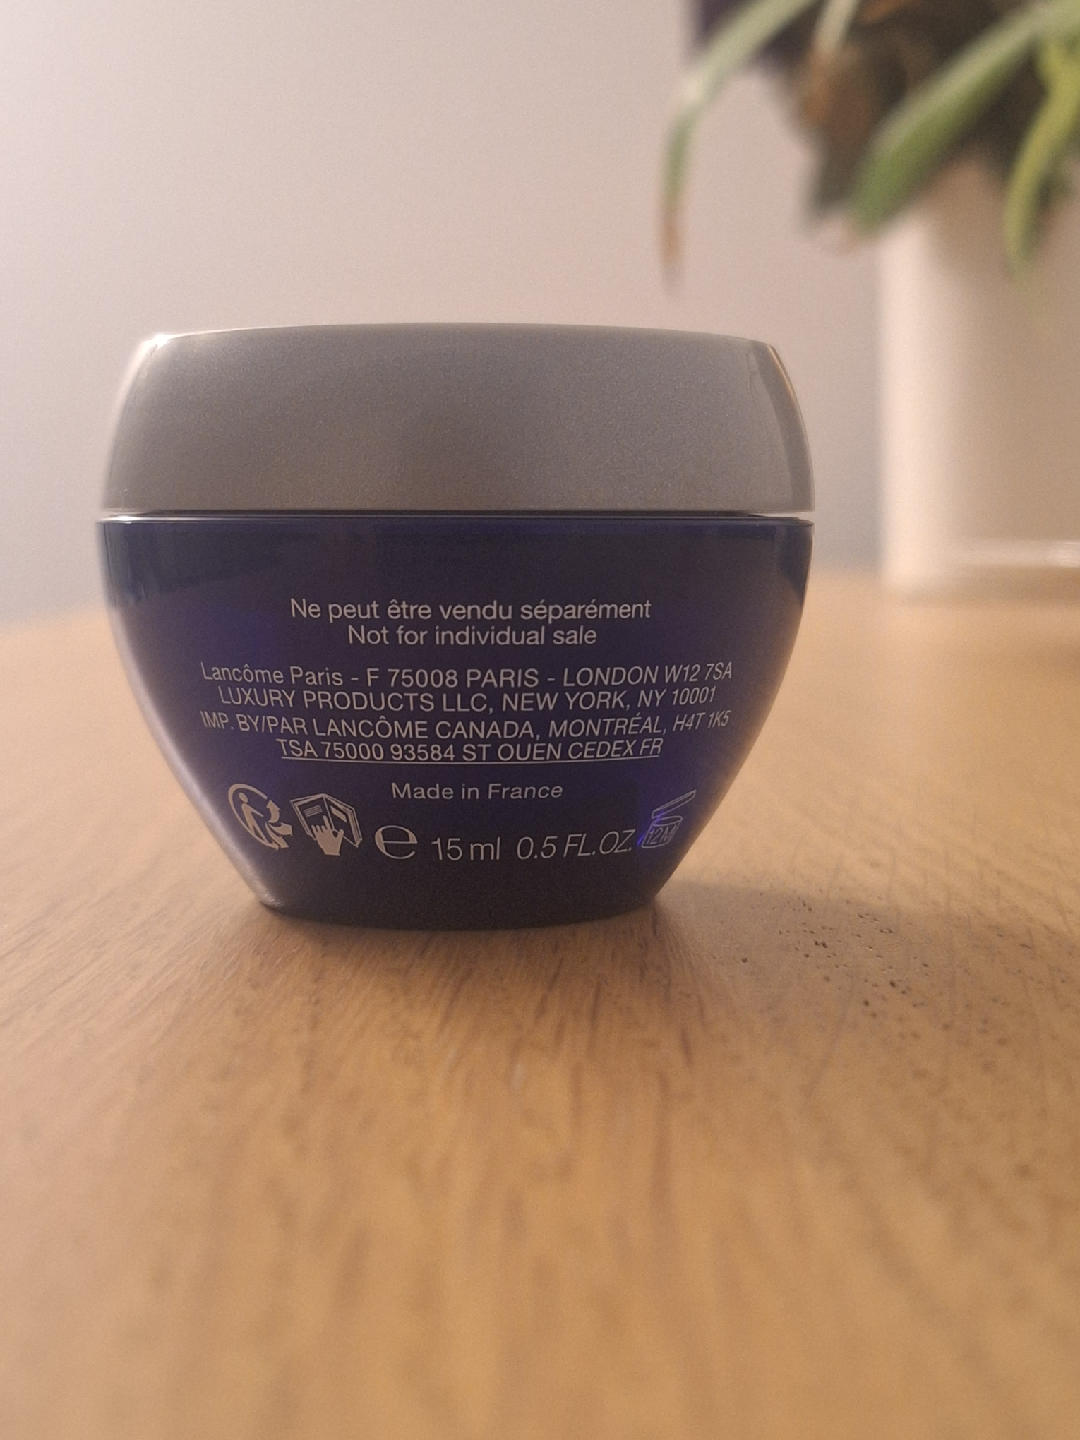 Ne peut être vendu séparément
Not for individual sale
Lancôme Paris - F 75008 PARIS - LONDON W12 7SA
LUXURY PRODUCTS LLC, NEW YORK, NY 10001
IMP. BY/PAR LANCÔME CANADA, MONTRÉAL, H4T 1K5
TSA 75000 93584 ST OUEN CEDEX FR
Made in France
℮ 15 ml 0.5 FL.OZ. 12M